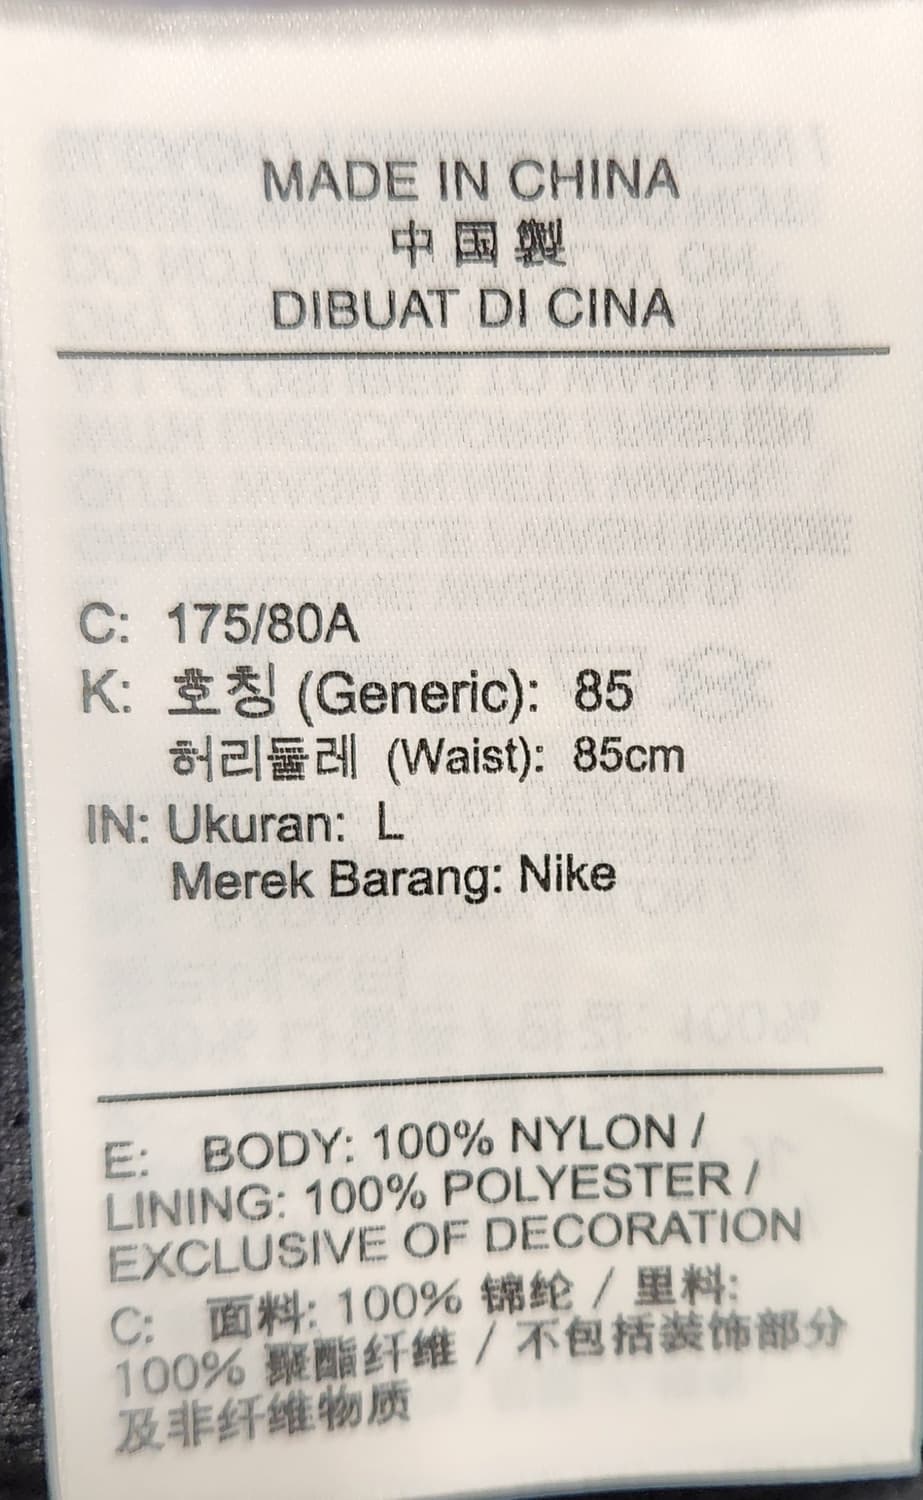 MADE IN CHINA
中国製
DIBUAT DI CINA
C: 175/80A
K: 호칭 (Generic): 85
허리둘레 (Waist): 85cm
IN: Ukuran: L
Merek Barang: Nike
E: BODY: 100% NYLON /
LINING: 100% POLYESTER /
EXCLUSIVE OF DECORATION
C: 面料: 100% 锦纶 / 里料:
100% 聚酯纤维 / 不包括装饰部分
及非纤维物质